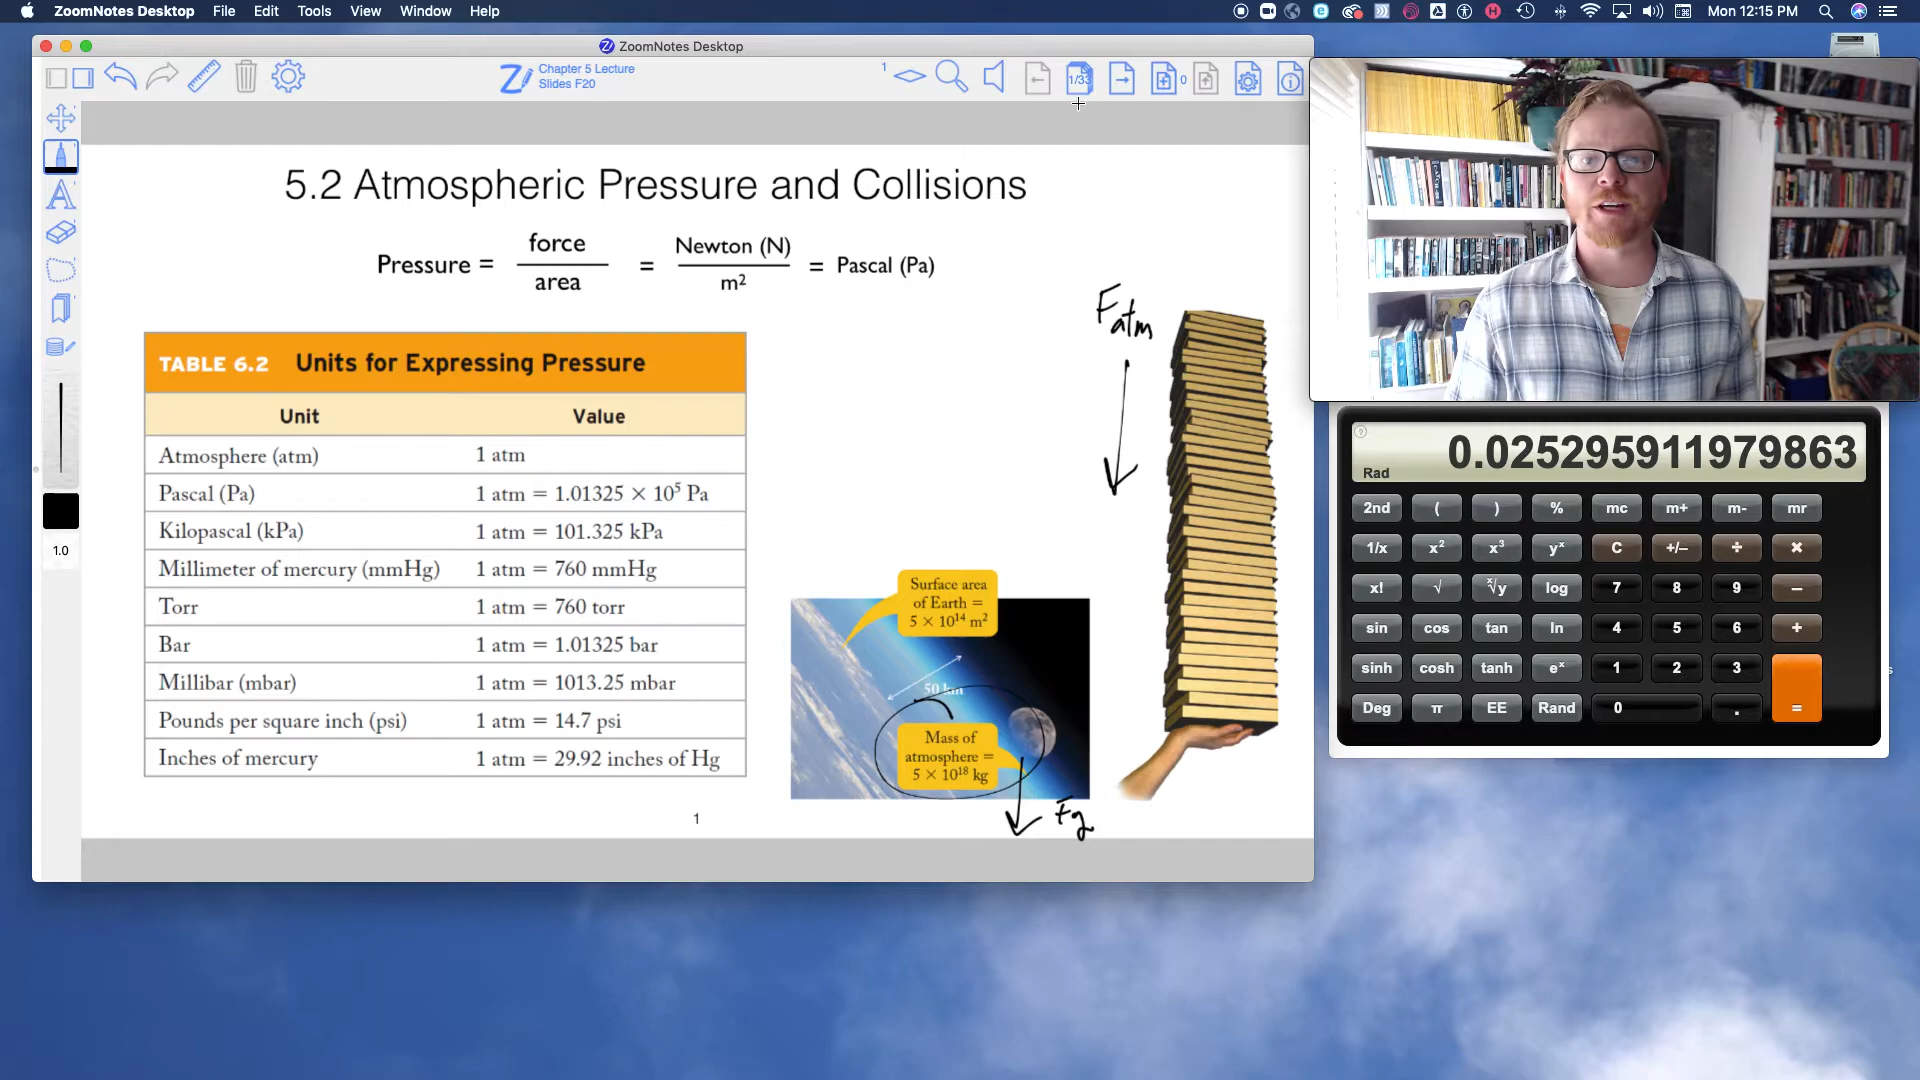 ZoomNotes Desktop File Edit Tools View Window Help
Mon 12:15 PM
ZoomNotes Desktop
Chapter 5 Lecture
Slides F20
1
1/33
0
5.2 Atmospheric Pressure and Collisions
Pressure = force / area = Newton (N) / m² = Pascal (Pa)
TABLE 6.2 Units for Expressing Pressure
Unit Value
Atmosphere (atm) 1 atm
Pascal (Pa) 1 atm = 1.01325 × 10⁵ Pa
Kilopascal (kPa) 1 atm = 101.325 kPa
Millimeter of mercury (mmHg) 1 atm = 760 mmHg
Torr 1 atm = 760 torr
Bar 1 atm = 1.01325 bar
Millibar (mbar) 1 atm = 1013.25 mbar
Pounds per square inch (psi) 1 atm = 14.7 psi
Inches of mercury 1 atm = 29.92 inches of Hg
1.0
Fatm
Surface area
of Earth =
5 × 10¹⁴ m²
50 km
Mass of
atmosphere =
5 × 10¹⁸ kg
Fg
1
0.025295911979863
Rad
2nd ( ) % mc m+ m- mr
1/x x² x³ yˣ C +/– ÷ ×
x! √ ˣ√y log 7 8 9 −
sin cos tan ln 4 5 6 +
sinh cosh tanh eˣ 1 2 3 =
Deg π EE Rand 0 .